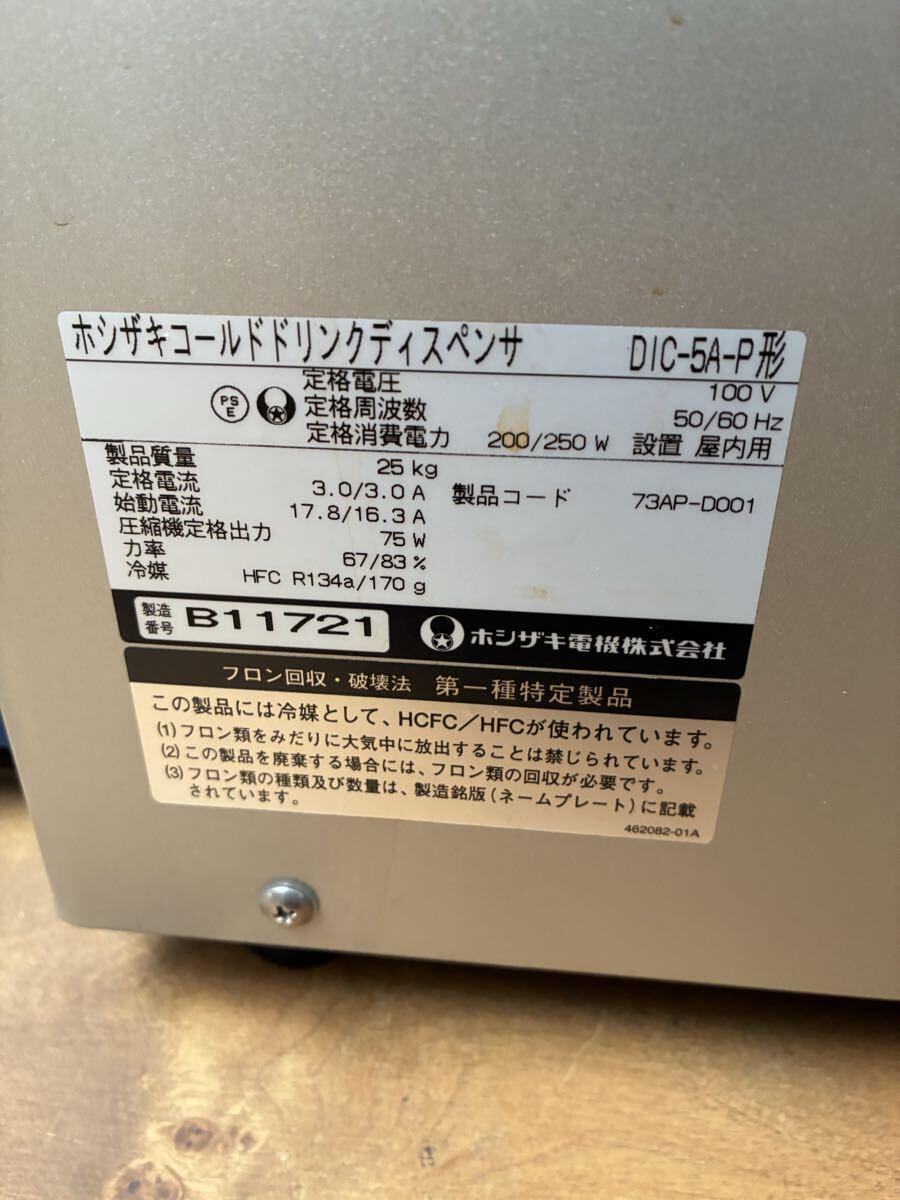 ホシザキコールドドリンクディスペンサ DIC-5A-P形
PS E
定格電圧 100 V
定格周波数 50/60 Hz
定格消費電力 200/250 W 設置 屋内用
製品質量 25 kg
定格電流 3.0/3.0 A 製品コード 73AP-D001
始動電流 17.8/16.3 A
圧縮機定格出力 75 W
力率 67/83 %
冷媒 HFC R134a/170 g
製造番号 B11721 ホシザキ電機株式会社
フロン回収・破壊法 第一種特定製品
この製品には冷媒として、HCFC/HFCが使われています。
(1)フロン類をみだりに大気中に放出することは禁じられています。
(2)この製品を廃棄する場合には、フロン類の回収が必要です。
(3)フロン類の種類及び数量は、製造銘版(ネームプレート)に記載
されています。
462082-01A